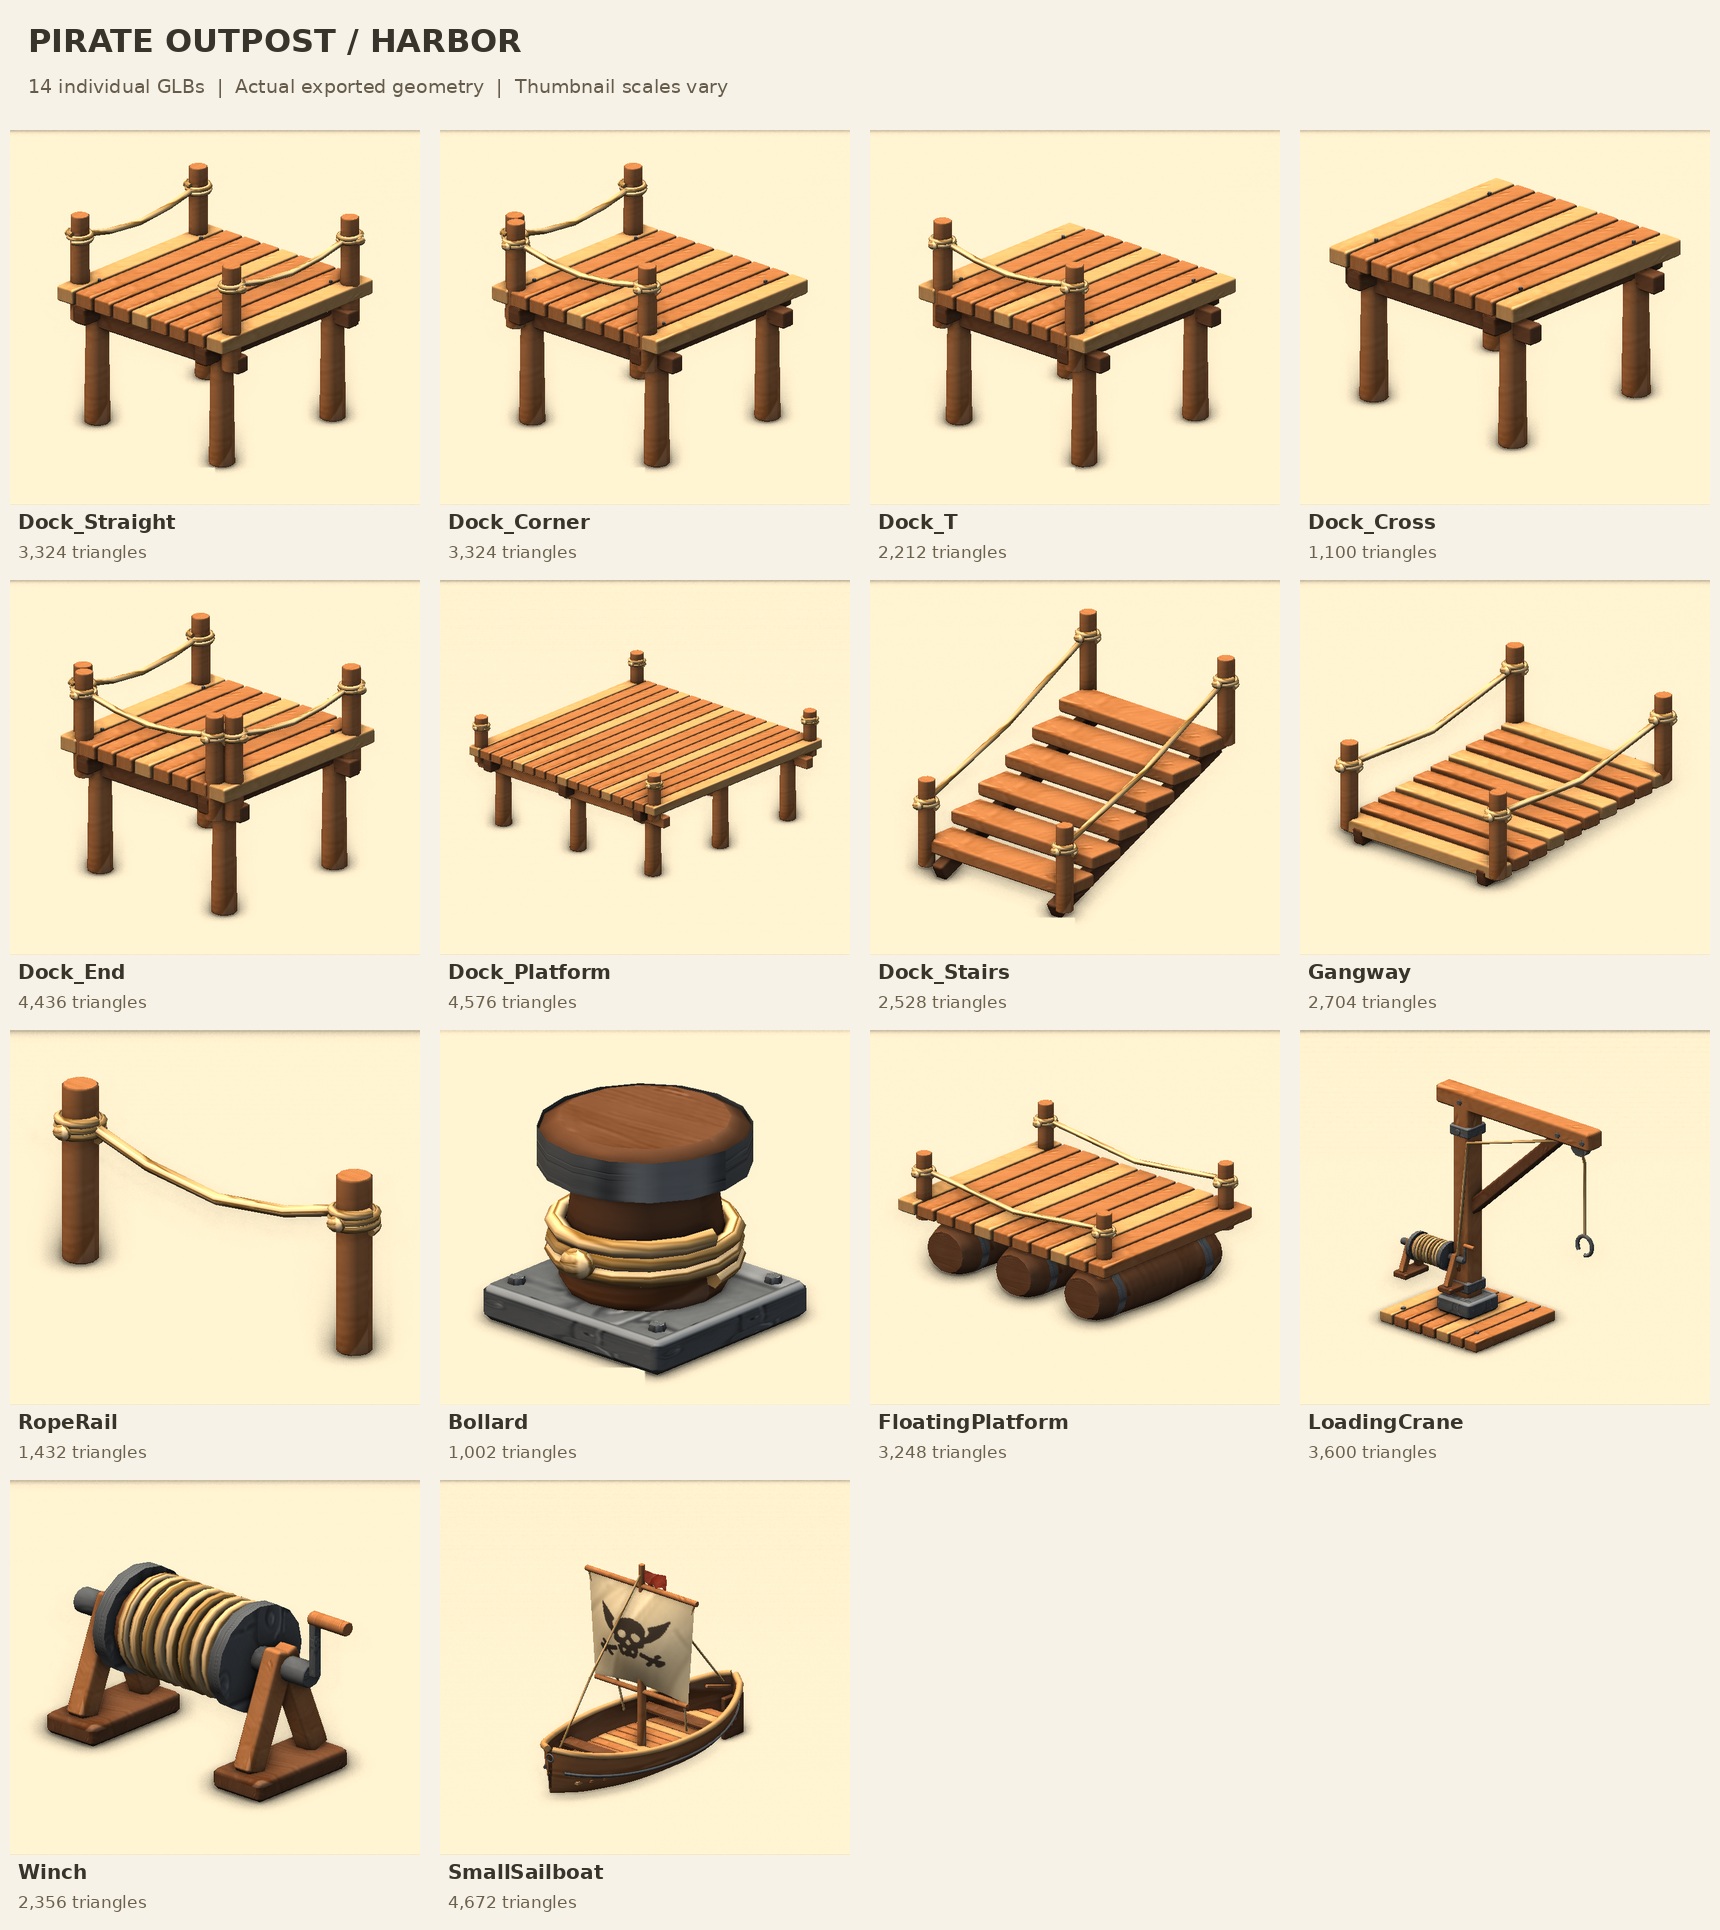 PIRATE OUTPOST / HARBOR
14 individual GLBs | Actual exported geometry | Thumbnail scales vary
Dock_Straight
3,324 triangles
Dock_Corner
3,324 triangles
Dock_T
2,212 triangles
Dock_Cross
1,100 triangles
Dock_End
4,436 triangles
Dock_Platform
4,576 triangles
Dock_Stairs
2,528 triangles
Gangway
2,704 triangles
RopeRail
1,432 triangles
Bollard
1,002 triangles
FloatingPlatform
3,248 triangles
LoadingCrane
3,600 triangles
Winch
2,356 triangles
SmallSailboat
4,672 triangles